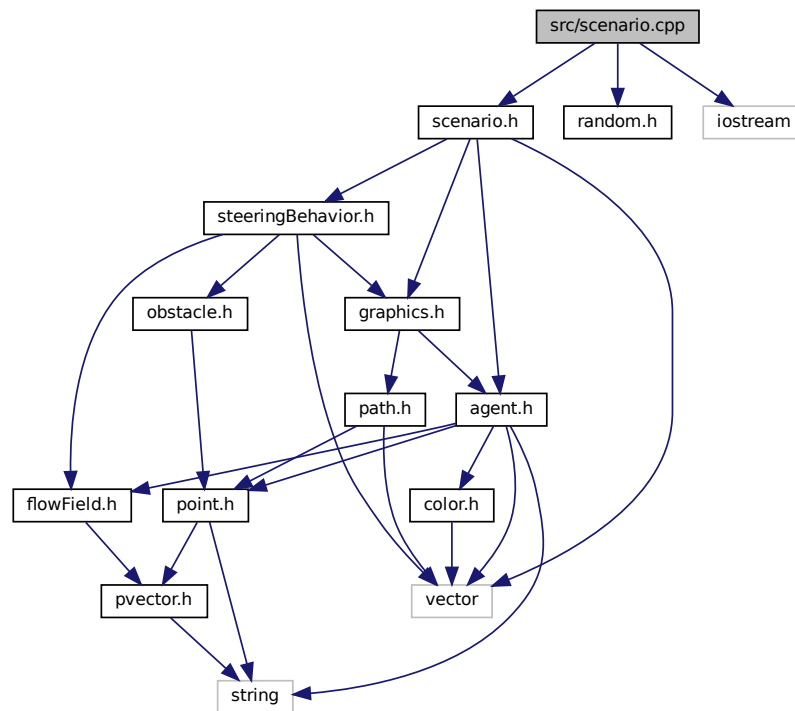 src/scenario.cpp
scenario.h
random.h
iostream
steeringBehavior.h
obstacle.h
graphics.h
path.h
agent.h
flowField.h
point.h
color.h
pvector.h
vector
string